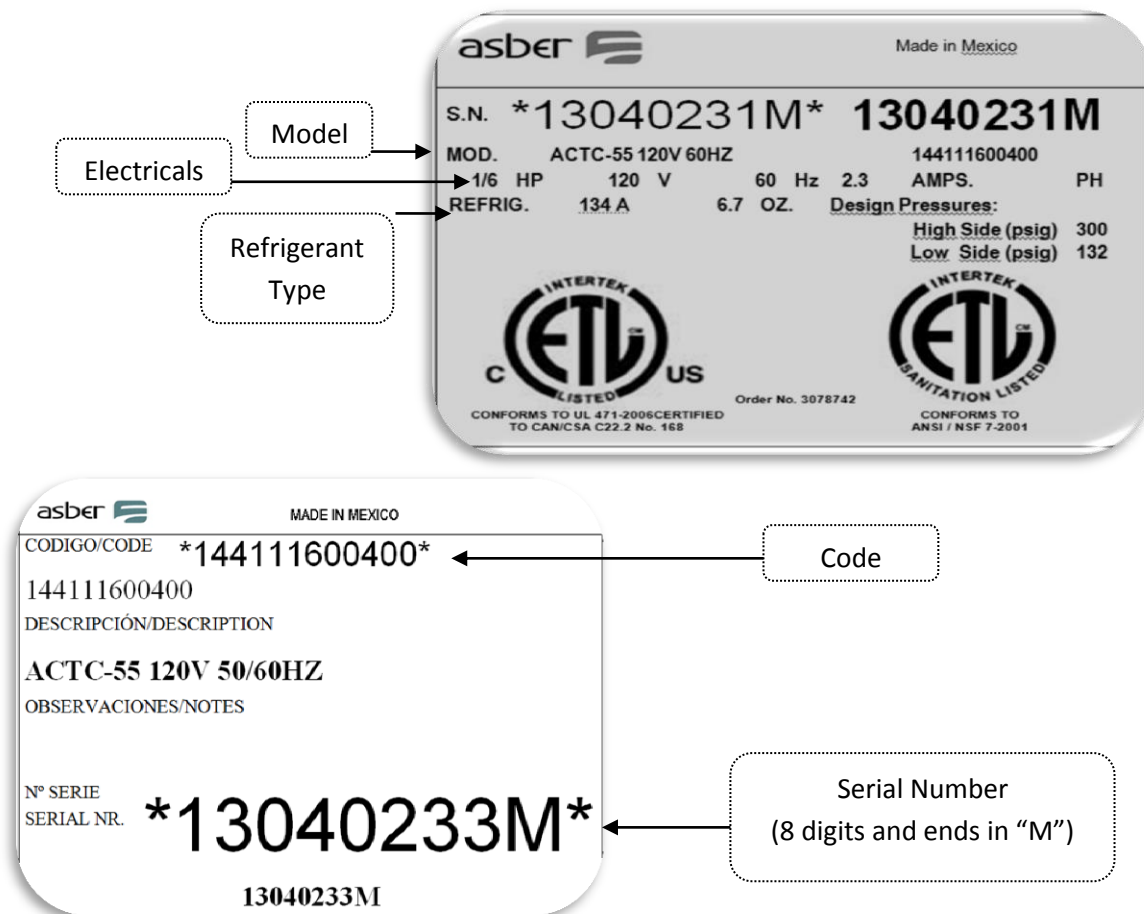 asber
Made in Mexico
S.N. *13040231M* 13040231M
MOD. ACTC-55 120V 60HZ 144111600400
1/6 HP 120 V 60 Hz 2.3 AMPS. PH
REFRIG. 134 A 6.7 OZ. Design Pressures:
High Side (psig) 300
Low Side (psig) 132
Model
Electricals
Refrigerant
Type
INTERTEK
ETL CM
C US
LISTED
CONFORMS TO UL 471-2006CERTIFIED
TO CAN/CSA C22.2 No. 168
Order No. 3078742
INTERTEK
ETL CM
SANITATION LISTED
CONFORMS TO
ANSI / NSF 7-2001
asber
MADE IN MEXICO
CODIGO/CODE *144111600400*
144111600400
DESCRIPCIÓN/DESCRIPTION
ACTC-55 120V 50/60HZ
OBSERVACIONES/NOTES
Nº SERIE
SERIAL NR. *13040233M*
13040233M
Code
Serial Number
(8 digits and ends in “M”)